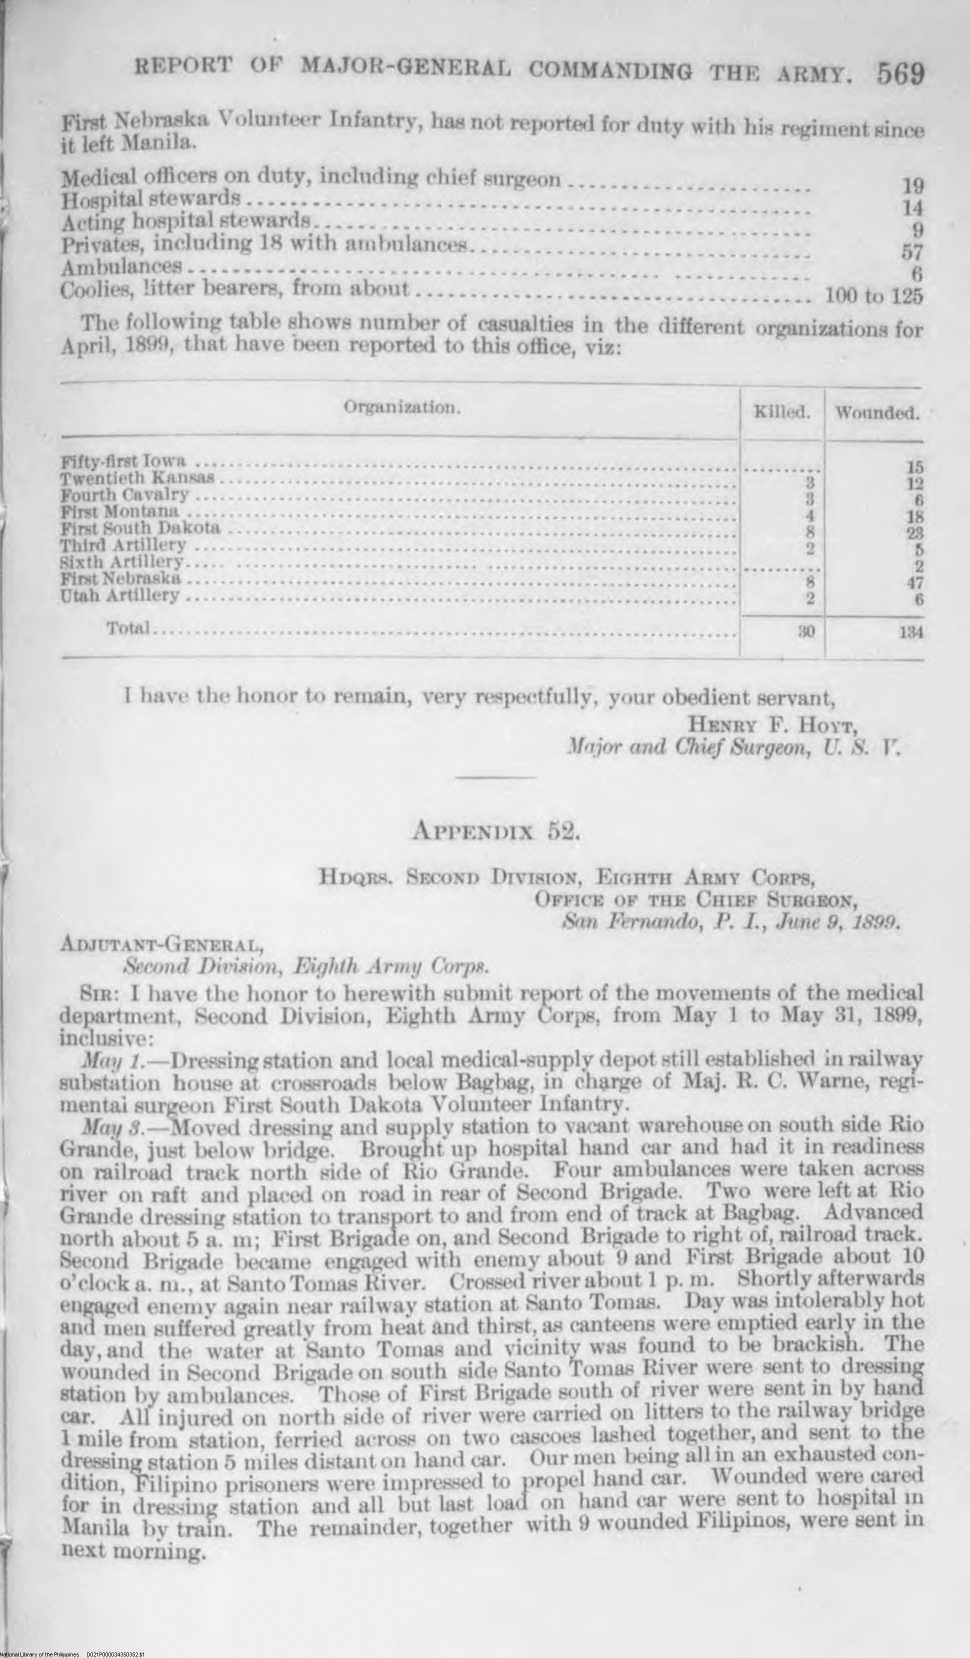 REPORT OF MAJOR-GENERAL COMMANDING THE ARMY. 569
First Nebraska Volunteer Infantry, has not reported for duty with his regiment since
it left Manila.
Medical officers on duty, including chief surgeon .......... 19
Hospital stewards .......... 14
Acting hospital stewards .......... 9
Privates, including 18 with ambulances .......... 57
Ambulances .......... 6
Coolies, litter bearers, from about .......... 100 to 125
The following table shows number of casualties in the different organizations for
April, 1899, that have been reported to this office, viz:
Organization. Killed. Wounded.
Fifty-first Iowa .......... 15
Twentieth Kansas .......... 3 12
Fourth Cavalry .......... 3 6
First Montana .......... 4 18
First South Dakota .......... 8 23
Third Artillery .......... 2 5
Sixth Artillery .......... 2
First Nebraska .......... 8 47
Utah Artillery .......... 2 6
Total .......... 30 134
I have the honor to remain, very respectfully, your obedient servant,
HENRY F. HOYT,
Major and Chief Surgeon, U. S. V.
APPENDIX 52.
HDQRS. SECOND DIVISION, EIGHTH ARMY CORPS,
OFFICE OF THE CHIEF SURGEON,
San Fernando, P. I., June 9, 1899.
ADJUTANT-GENERAL,
Second Division, Eighth Army Corps.
SIR: I have the honor to herewith submit report of the movements of the medical
department, Second Division, Eighth Army Corps, from May 1 to May 31, 1899,
inclusive:
May 1.—Dressing station and local medical-supply depot still established in railway
substation house at crossroads below Bagbag, in charge of Maj. R. C. Warne, regi-
mental surgeon First South Dakota Volunteer Infantry.
May 3.—Moved dressing and supply station to vacant warehouse on south side Rio
Grande, just below bridge. Brought up hospital hand car and had it in readiness
on railroad track north side of Rio Grande. Four ambulances were taken across
river on raft and placed on road in rear of Second Brigade. Two were left at Rio
Grande dressing station to transport to and from end of track at Bagbag. Advanced
north about 5 a. m; First Brigade on, and Second Brigade to right of, railroad track.
Second Brigade became engaged with enemy about 9 and First Brigade about 10
o'clock a. m., at Santo Tomas River. Crossed river about 1 p. m. Shortly afterwards
engaged enemy again near railway station at Santo Tomas. Day was intolerably hot
and men suffered greatly from heat and thirst, as canteens were emptied early in the
day, and the water at Santo Tomas and vicinity was found to be brackish. The
wounded in Second Brigade on south side Santo Tomas River were sent to dressing
station by ambulances. Those of First Brigade south of river were sent in by hand
car. All injured on north side of river were carried on litters to the railway bridge
1 mile from station, ferried across on two cascoes lashed together, and sent to the
dressing station 5 miles distant on hand car. Our men being all in an exhausted con-
dition, Filipino prisoners were impressed to propel hand car. Wounded were cared
for in dressing station and all but last load on hand car were sent to hospital in
Manila by train. The remainder, together with 9 wounded Filipinos, were sent in
next morning.
National Library of the Philippines